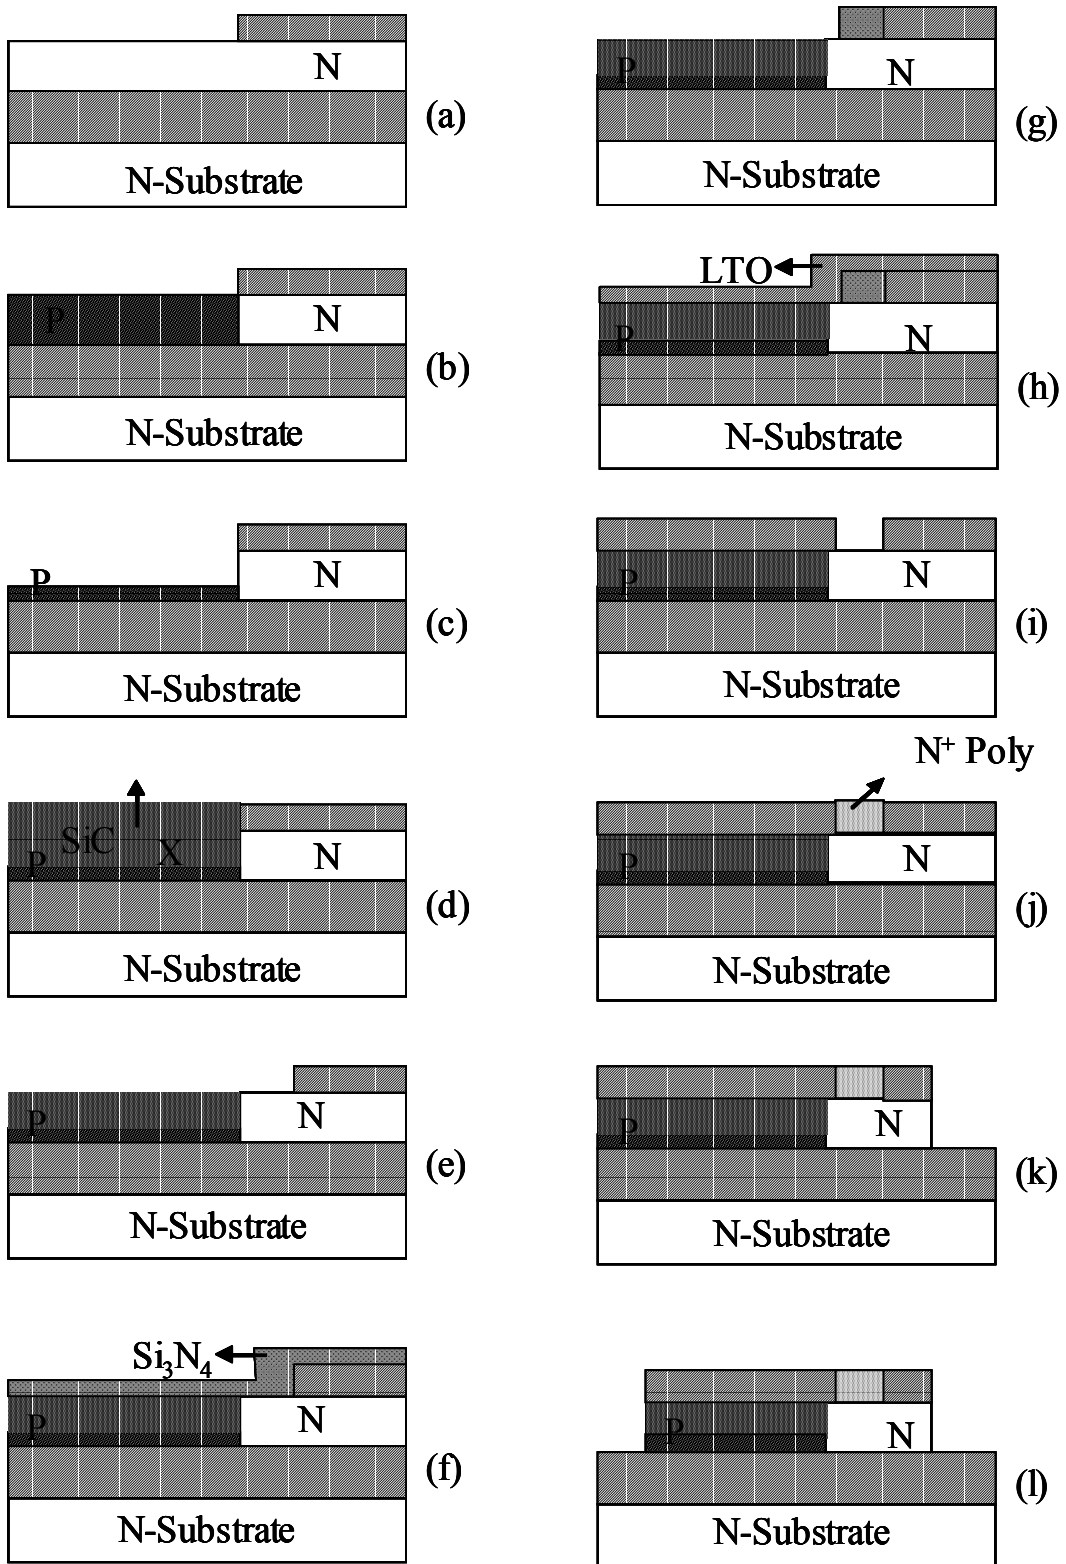 N
(a)
N-Substrate
P
N
(b)
N-Substrate
P
N
(c)
N-Substrate
SiC
P
X
N
(d)
N-Substrate
P
N
(e)
N-Substrate
Si₃N₄
P
N
(f)
N-Substrate
P
N
(g)
N-Substrate
LTO
P
N
(h)
N-Substrate
P
N
(i)
N-Substrate
N⁺ Poly
P
N
(j)
N-Substrate
P
N
(k)
N-Substrate
P
N
(l)
N-Substrate